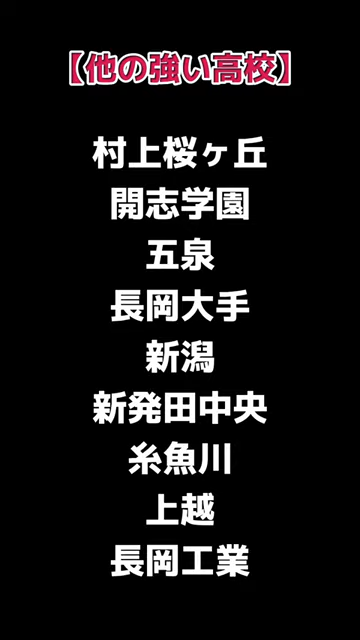 【他の強い高校】
村上桜ヶ丘
開志学園
五泉
長岡大手
新潟
新発田中央
糸魚川
上越
長岡工業